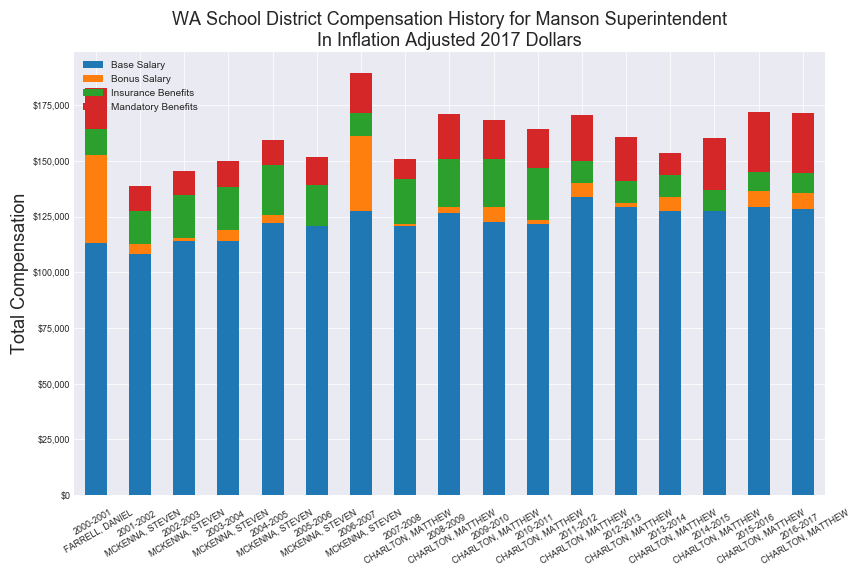 WA School District Compensation History for Manson Superintendent
In Inflation Adjusted 2017 Dollars
Base Salary
Bonus Salary
Insurance Benefits
Mandatory Benefits
Total Compensation
$175,000
$150,000
$125,000
$100,000
$75,000
$50,000
$25,000
$0
2000-2001
FARRELL, DANIEL
2001-2002
MCKENNA, STEVEN
2002-2003
MCKENNA, STEVEN
2003-2004
MCKENNA, STEVEN
2004-2005
MCKENNA, STEVEN
2005-2006
MCKENNA, STEVEN
2006-2007
MCKENNA, STEVEN
2007-2008
CHARLTON, MATTHEW
2008-2009
CHARLTON, MATTHEW
2009-2010
CHARLTON, MATTHEW
2010-2011
CHARLTON, MATTHEW
2011-2012
CHARLTON, MATTHEW
2012-2013
CHARLTON, MATTHEW
2013-2014
CHARLTON, MATTHEW
2014-2015
CHARLTON, MATTHEW
2015-2016
CHARLTON, MATTHEW
2016-2017
CHARLTON, MATTHEW